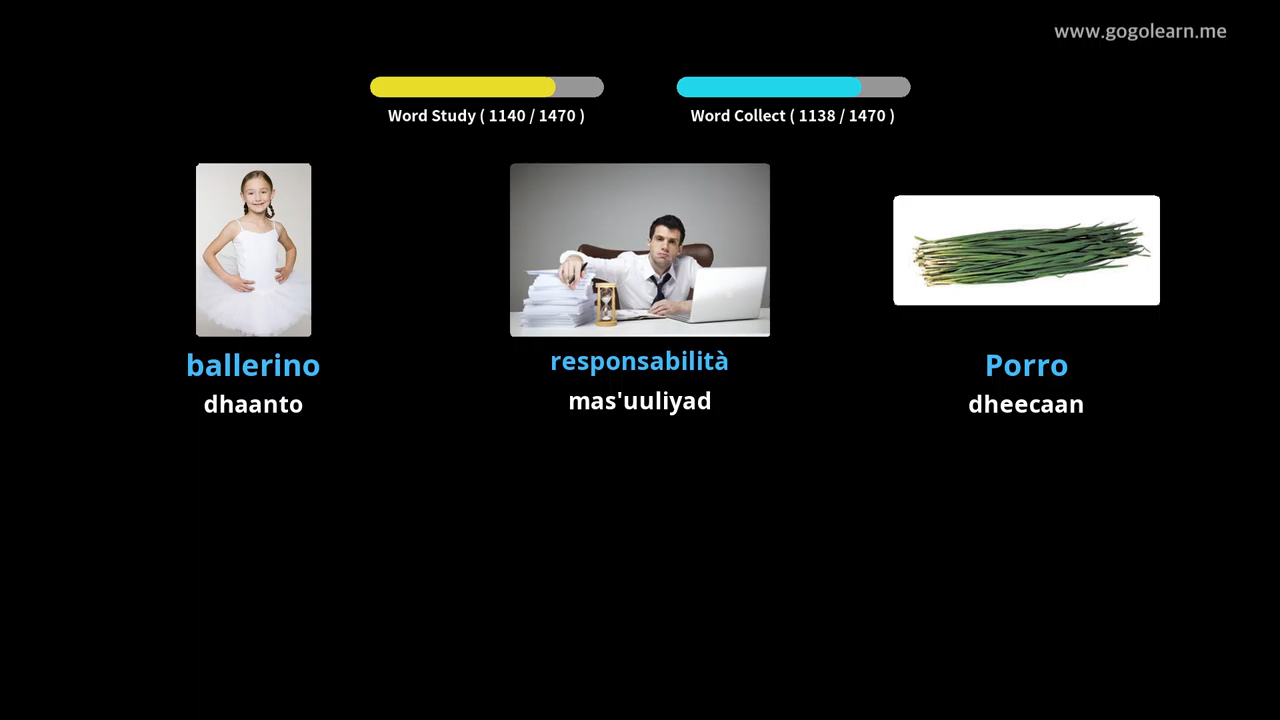 www.gogolearn.me
Word Study ( 1140 / 1470 )
Word Collect ( 1138 / 1470 )
ballerino
dhaanto
responsabilità
mas'uuliyad
Porro
dheecaan